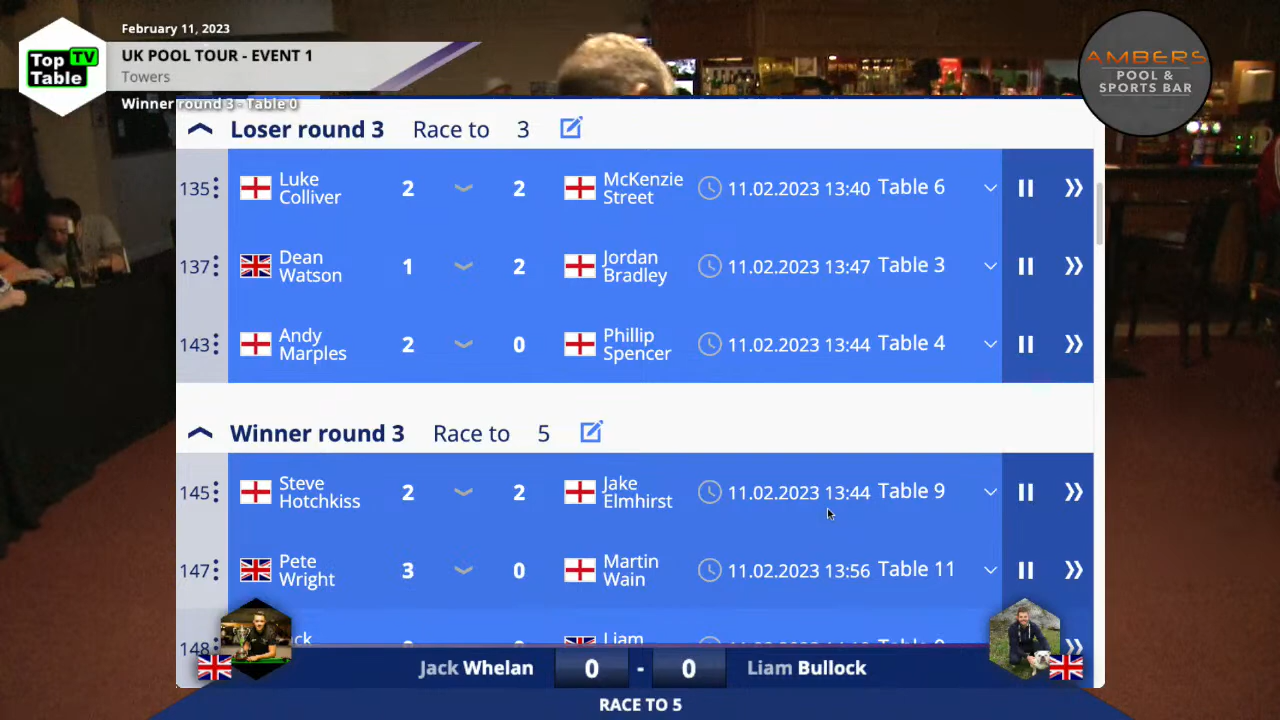 February 11, 2023
Top TV
Table
UK POOL TOUR - EVENT 1
Towers
Winner round 3 - Table 0
AMBERS
POOL &
SPORTS BAR
Loser round 3 Race to 3
135 Luke Colliver 2 2 McKenzie Street 11.02.2023 13:40 Table 6
137 Dean Watson 1 2 Jordan Bradley 11.02.2023 13:47 Table 3
143 Andy Marples 2 0 Phillip Spencer 11.02.2023 13:44 Table 4
Winner round 3 Race to 5
145 Steve Hotchkiss 2 2 Jake Elmhirst 11.02.2023 13:44 Table 9
147 Pete Wright 3 0 Martin Wain 11.02.2023 13:56 Table 11
148 Liam
Jack Whelan 0 - 0 Liam Bullock
RACE TO 5